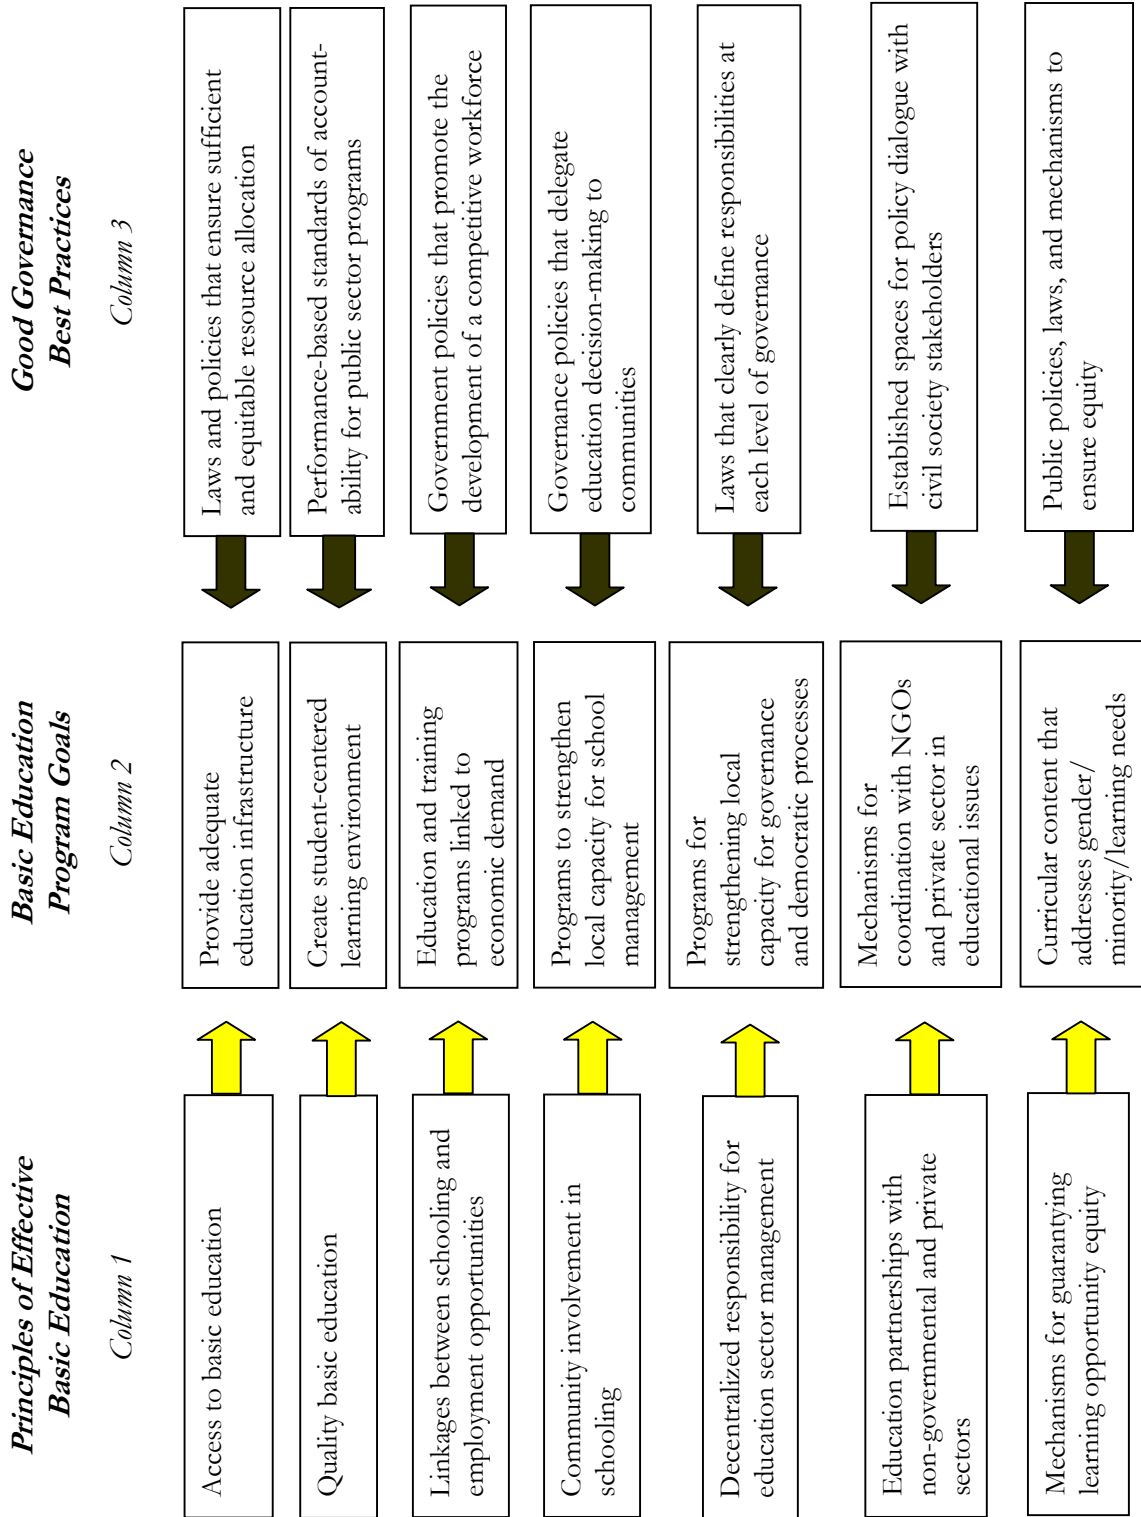 Principles of Effective
Basic Education
Column 1
Access to basic education
Quality basic education
Linkages between schooling and
employment opportunities
Community involvement in
schooling
Decentralized responsibility for
education sector management
Education partnerships with
non-governmental and private
sectors
Mechanisms for guarantying
learning opportunity equity
Basic Education
Program Goals
Column 2
Provide adequate
education infrastructure
Create student-centered
learning environment
Education and training
programs linked to
economic demand
Programs to strengthen
local capacity for school
management
Programs for
strengthening local
capacity for governance
and democratic processes
Mechanisms for
coordination with NGOs
and private sector in
educational issues
Curricular content that
addresses gender/
minority/learning needs
Good Governance
Best Practices
Column 3
Laws and policies that ensure sufficient
and equitable resource allocation
Performance-based standards of account-
ability for public sector programs
Government policies that promote the
development of a competitive workforce
Governance policies that delegate
education decision-making to
communities
Laws that clearly define responsibilities at
each level of governance
Established spaces for policy dialogue with
civil society stakeholders
Public policies, laws, and mechanisms to
ensure equity